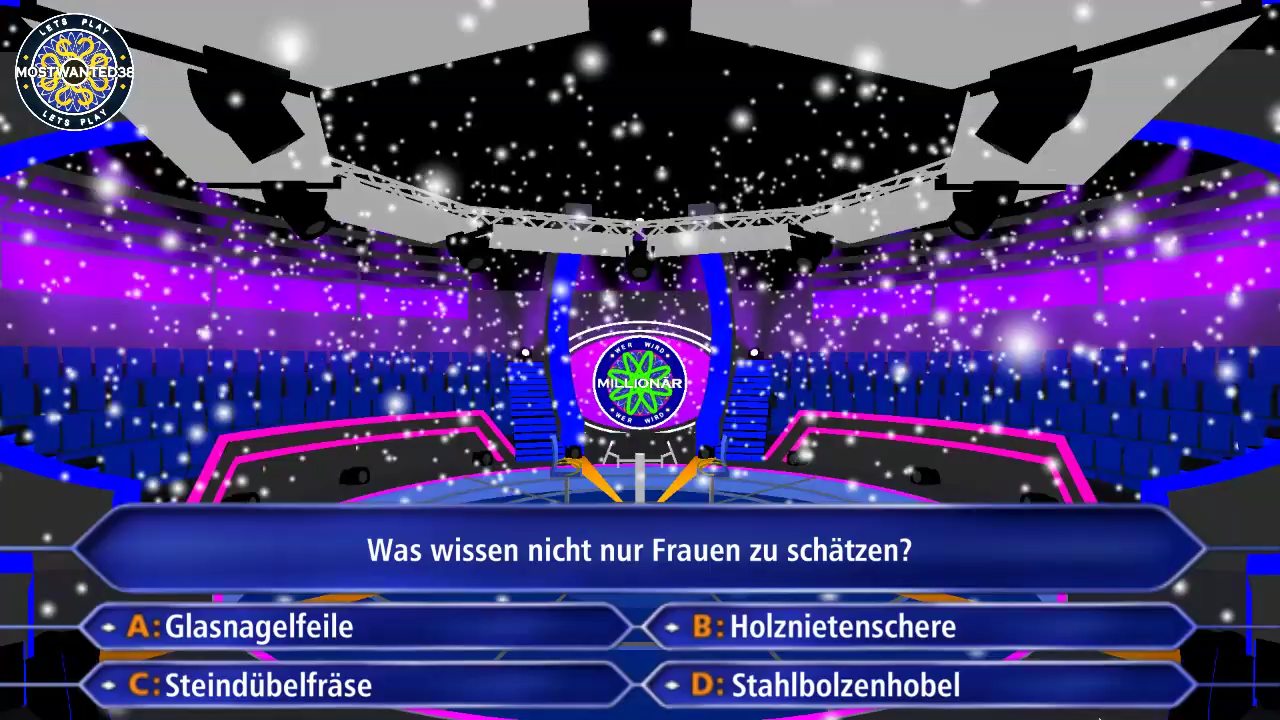 LETS PLAY
MOSTWANTED38
LETS PLAY
WER WIRD
MILLIONÄR
WER WIRD
Was wissen nicht nur Frauen zu schätzen?
A: Glasnagelfeile
B: Holznietenschere
C: Steindübelfräse
D: Stahlbolzenhobel